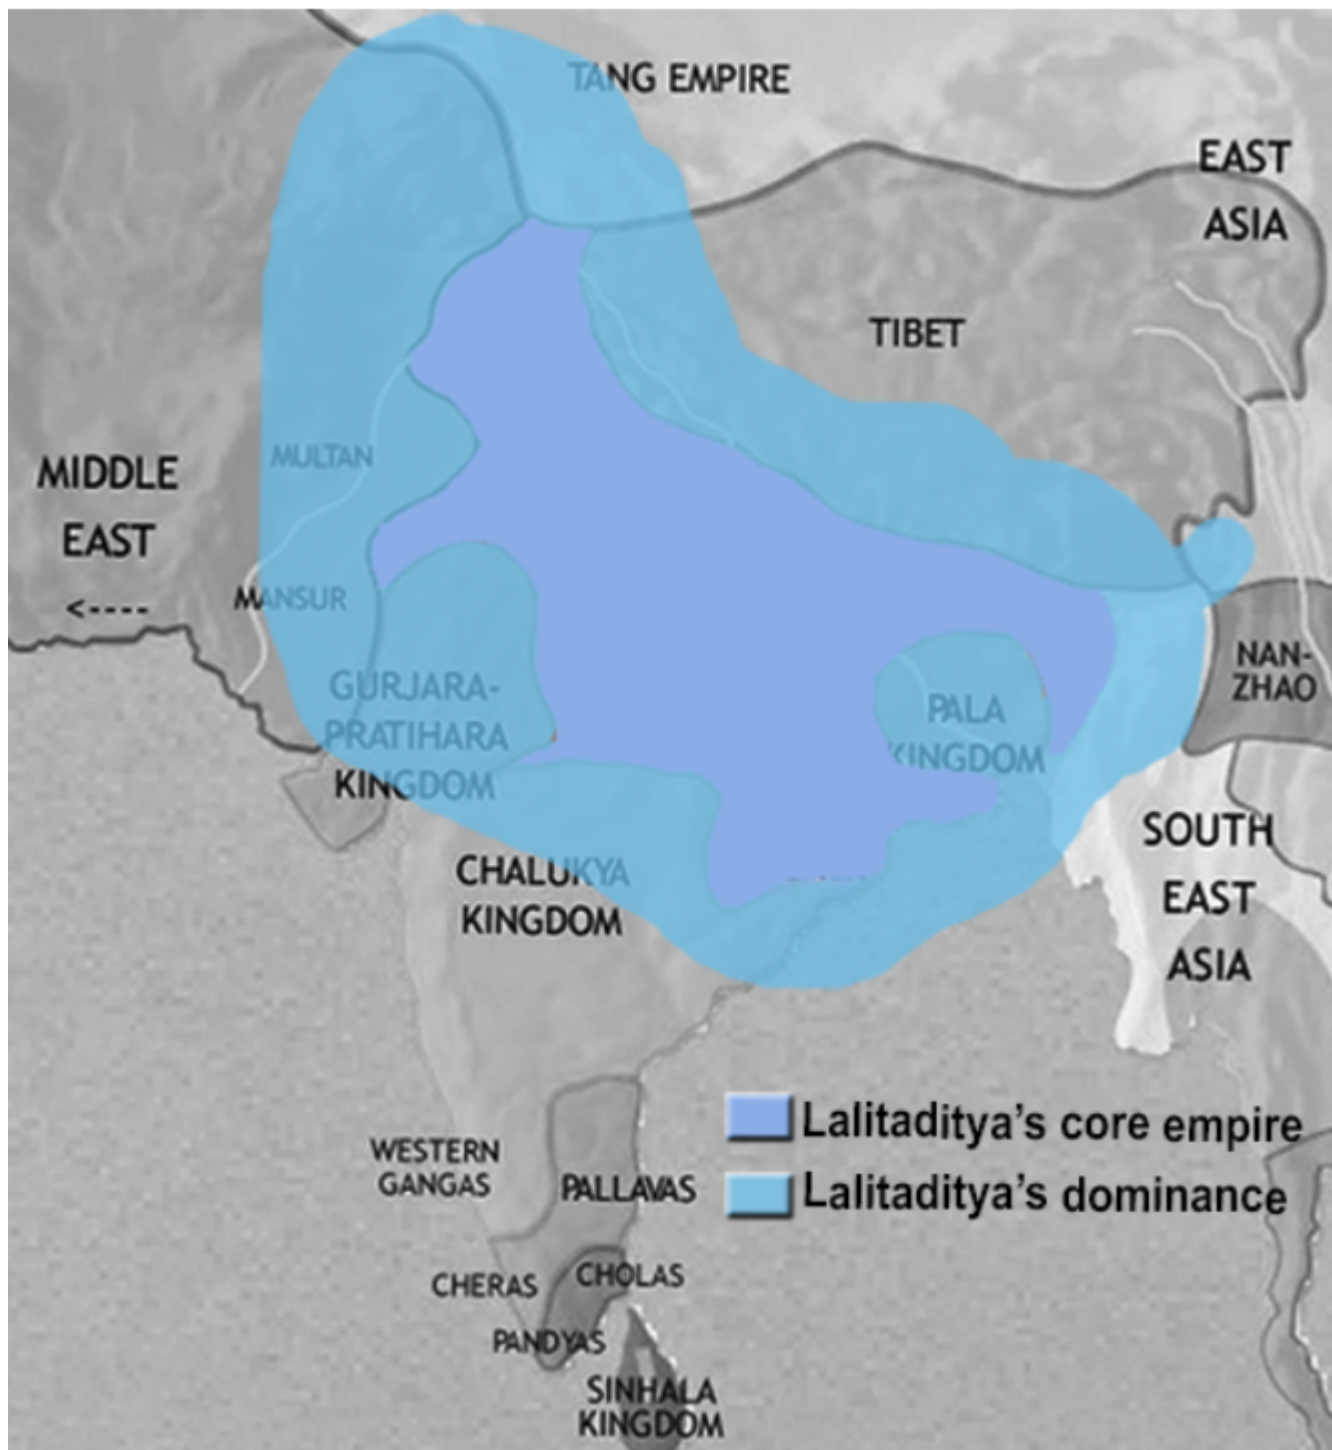 TANG EMPIRE
EAST
ASIA
TIBET
MULTAN
MIDDLE
EAST
<----
MANSUR
NAN-
ZHAO
GURJARA-
PRATIHARA
KINGDOM
PALA
KINGDOM
CHALUKYA
KINGDOM
SOUTH
EAST
ASIA
Lalitaditya's core empire
Lalitaditya's dominance
WESTERN
GANGAS
PALLAVAS
CHERAS
CHOLAS
PANDYAS
SINHALA
KINGDOM